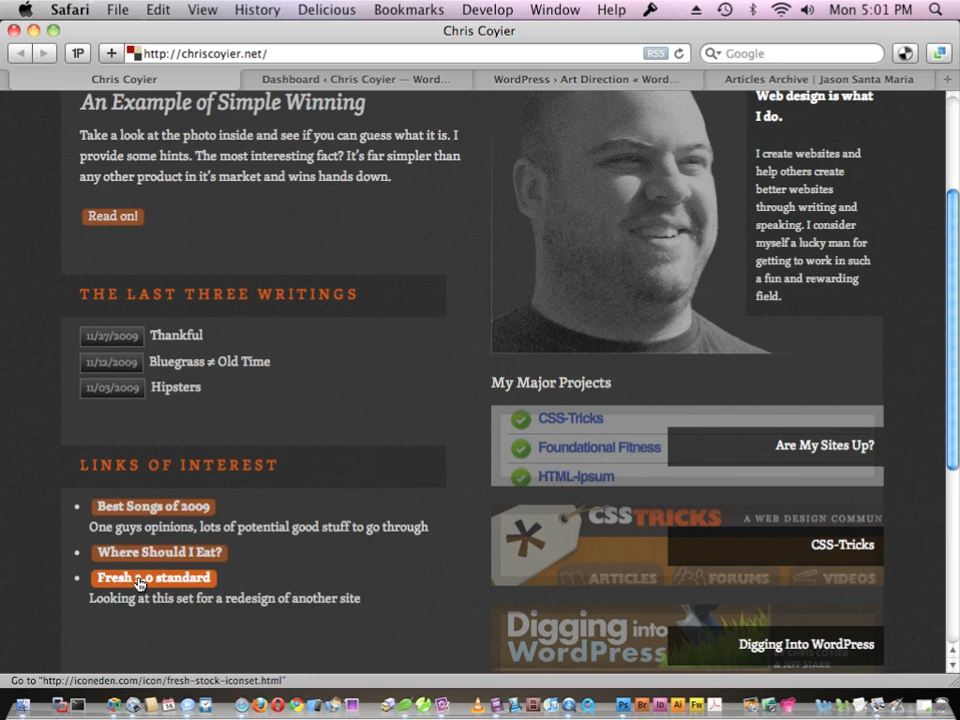 Safari File Edit View History Delicious Bookmarks Develop Window Help Mon 5:01 PM
Chris Coyier
1P + http://chriscoyier.net/ RSS Google
Chris Coyier Dashboard ‹ Chris Coyier — Word... WordPress › Art Direction « Word... Articles Archive | Jason Santa Maria +
An Example of Simple Winning
Take a look at the photo inside and see if you can guess what it is. I
provide some hints. The most interesting fact? It's far simpler than
any other product in it's market and wins hands down.
Read on!
THE LAST THREE WRITINGS
11/27/2009 Thankful
11/12/2009 Bluegrass ≠ Old Time
11/03/2009 Hipsters
LINKS OF INTEREST
• Best Songs of 2009
One guys opinions, lots of potential good stuff to go through
• Where Should I Eat?
• Fresh standard
Looking at this set for a redesign of another site
Web design is what
I do.
I create websites and
help others create
better websites
through writing and
speaking. I consider
myself a lucky man for
getting to work in such
a fun and rewarding
field.
My Major Projects
CSS-Tricks
Foundational Fitness
HTML-Ipsum
Are My Sites Up?
CSSTRICKS A WEB DESIGN COMMUN
CSS-Tricks
ARTICLES FORUMS VIDEOS
Digging into
WordPress
Digging Into WordPress
Go to "http://iconeden.com/icon/fresh-stock-iconset.html"
Ps Br Id Ai Fw